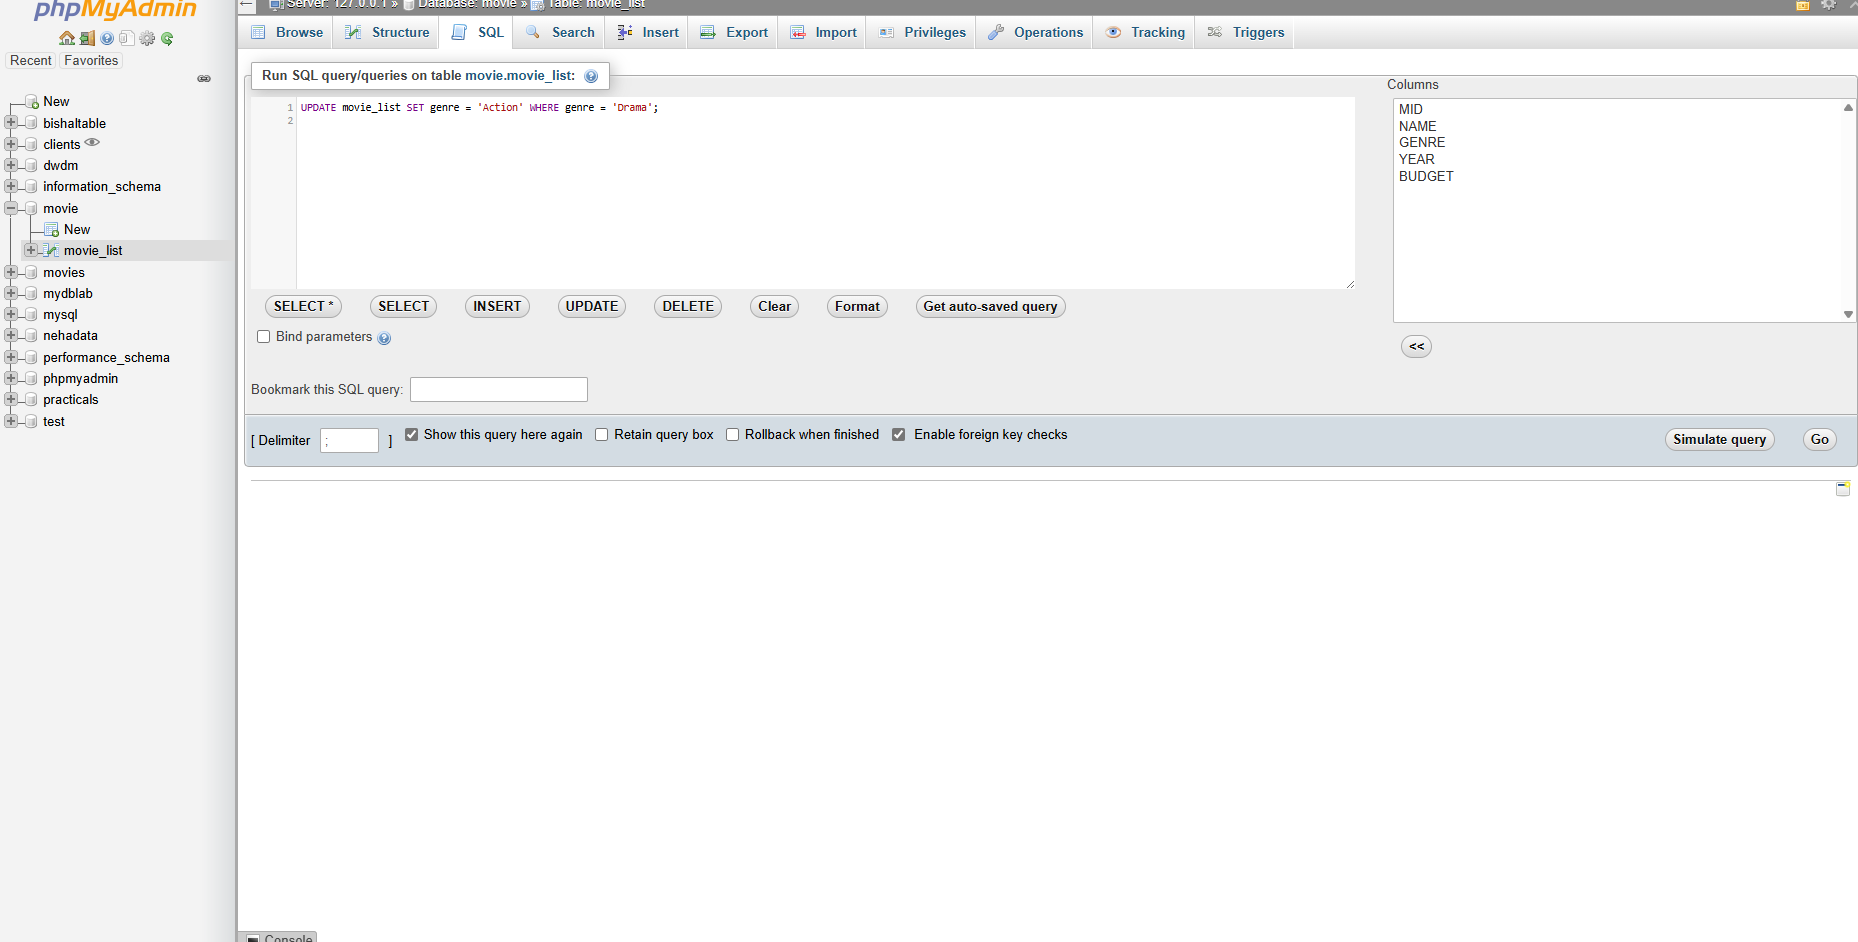 phpMyAdmin
Recent Favorites
New
bishaltable
clients
dwdm
information_schema
movie
New
movie_list
movies
mydblab
mysql
nehadata
performance_schema
phpmyadmin
practicals
test
Server: 127.0.0.1 » Database: movie » Table: movie_list
Browse Structure SQL Search Insert Export Import Privileges Operations Tracking Triggers
Run SQL query/queries on table movie.movie_list:
1 UPDATE movie_list SET genre = 'Action' WHERE genre = 'Drama';
2
Columns
MID
NAME
GENRE
YEAR
BUDGET
<<
SELECT * SELECT INSERT UPDATE DELETE Clear Format Get auto-saved query
Bind parameters
Bookmark this SQL query:
[ Delimiter ; ] Show this query here again Retain query box Rollback when finished Enable foreign key checks Simulate query Go
Console